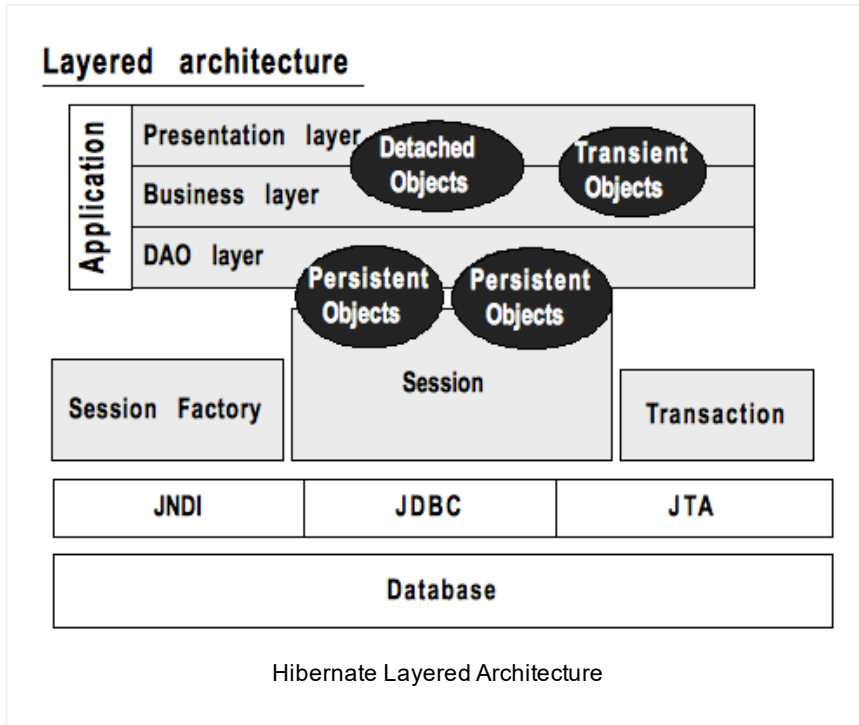 Layered architecture
Application
Presentation layer
Detached
Objects
Transient
Objects
Business layer
DAO layer
Persistent
Objects
Persistent
Objects
Session Factory
Session
Transaction
JNDI
JDBC
JTA
Database
Hibernate Layered Architecture